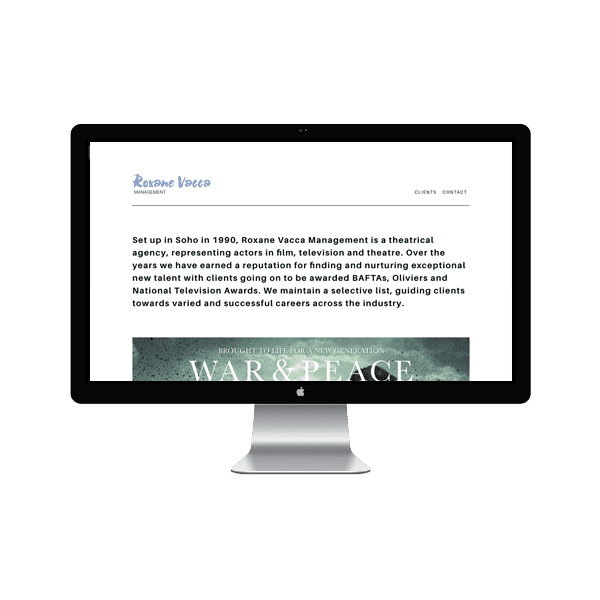 Roxane Vacca
MANAGEMENT
CLIENTS CONTACT
Set up in Soho in 1990, Roxane Vacca Management is a theatrical
agency, representing actors in film, television and theatre. Over the
years we have earned a reputation for finding and nurturing exceptional
new talent with clients going on to be awarded BAFTAs, Oliviers and
National Television Awards. We maintain a selective list, guiding clients
towards varied and successful careers across the industry.
BROUGHT TO LIFE FOR A NEW GENERATION
WAR & PEACE